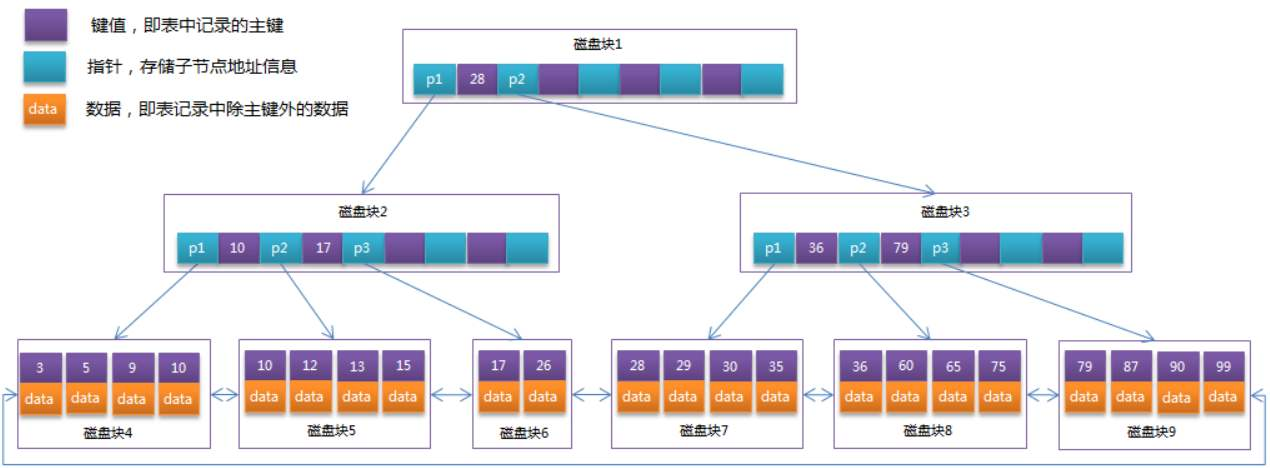 键值，即表中记录的主键
指针，存储子节点地址信息
data 数据，即表记录中除主键外的数据
磁盘块1
p1 28 p2
磁盘块2
p1 10 p2 17 p3
磁盘块3
p1 36 p2 79 p3
3 5 9 10
data data data data
磁盘块4
10 12 13 15
data data data data
磁盘块5
17 26
data data
磁盘块6
28 29 30 35
data data data data
磁盘块7
36 60 65 75
data data data data
磁盘块8
79 87 90 99
data data data data
磁盘块9